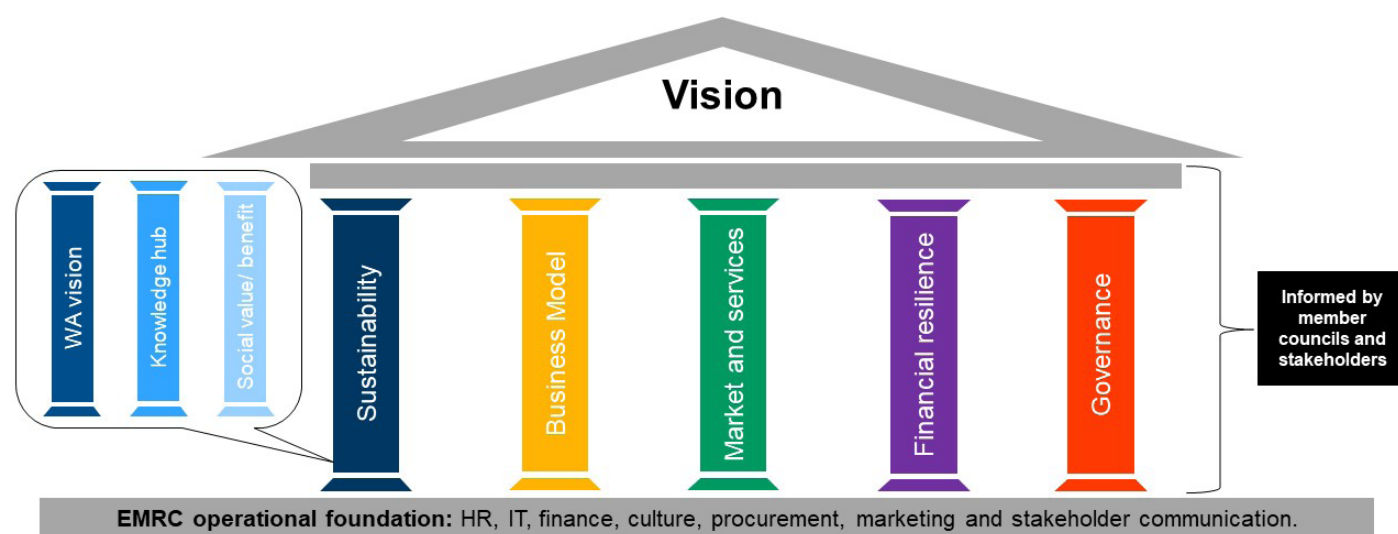 Vision
WA vision
Knowledge hub
Social value/ benefit
Sustainability
Business Model
Market and services
Financial resilience
Governance
Informed by
member
councils and
stakeholders
EMRC operational foundation: HR, IT, finance, culture, procurement, marketing and stakeholder communication.